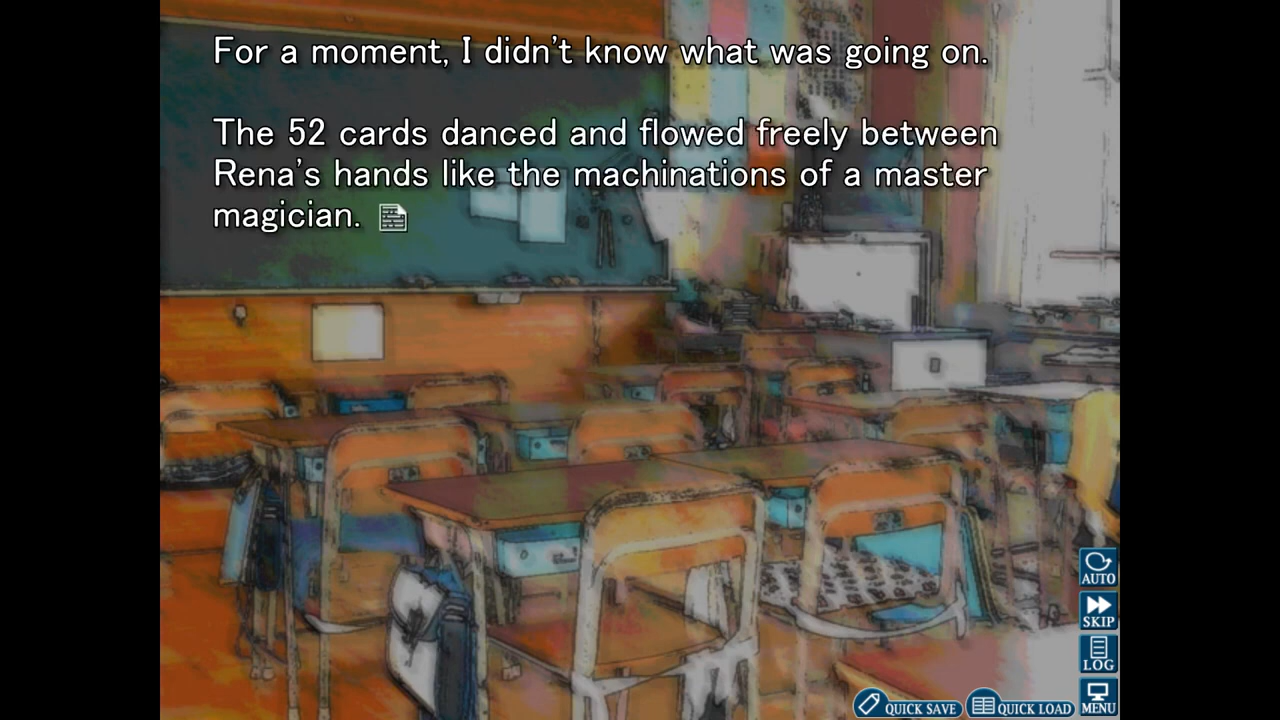 For a moment, I didn't know what was going on.
The 52 cards danced and flowed freely between
Rena's hands like the machinations of a master
magician.
AUTO
SKIP
LOG
MENU
QUICK SAVE
QUICK LOAD